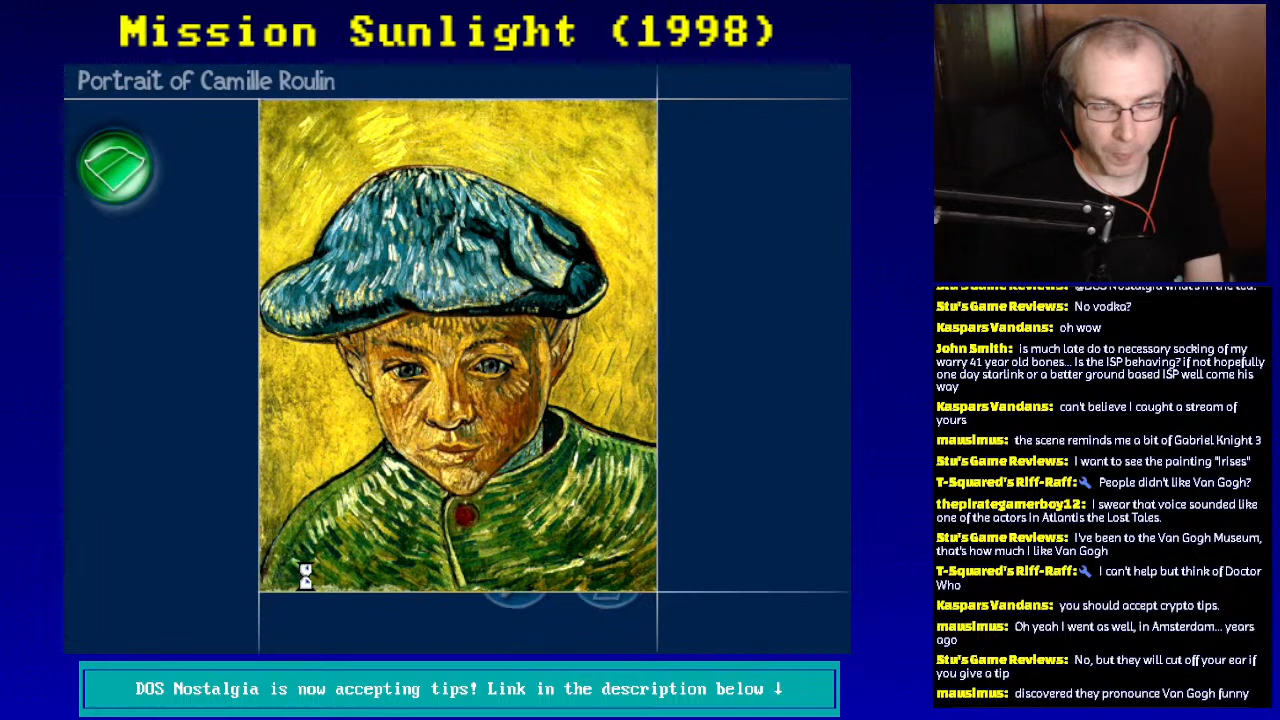 Mission Sunlight (1998)
Portrait of Camille Roulin
Stu's Game Reviews: No vodka?
Kaspars Vandans: oh wow
John Smith: Is much late do to necessary socking of my
warry 41 year old bones... Is the ISP behaving? if not hopefully
one day starlink or a better ground based ISP well come his
way
Kaspars Vandans: can't believe I caught a stream of
yours
mausimus: the scene reminds me a bit of Gabriel Knight 3
Stu's Game Reviews: I want to see the painting "Irises"
T-Squared's Riff-Raff: People didn't like Van Gogh?
thepirategamerboy12: I swear that voice sounded like
one of the actors in Atlantis the Lost Tales.
Stu's Game Reviews: I've been to the Van Gogh Museum,
that's how much I like Van Gogh
T-Squared's Riff-Raff: I can't help but think of Doctor
Who
Kaspars Vandans: you should accept crypto tips.
mausimus: Oh yeah I went as well, in Amsterdam... years
ago
Stu's Game Reviews: No, but they will cut off your ear if
you give a tip
mausimus: discovered they pronounce Van Gogh funny
DOS Nostalgia is now accepting tips! Link in the description below ↓